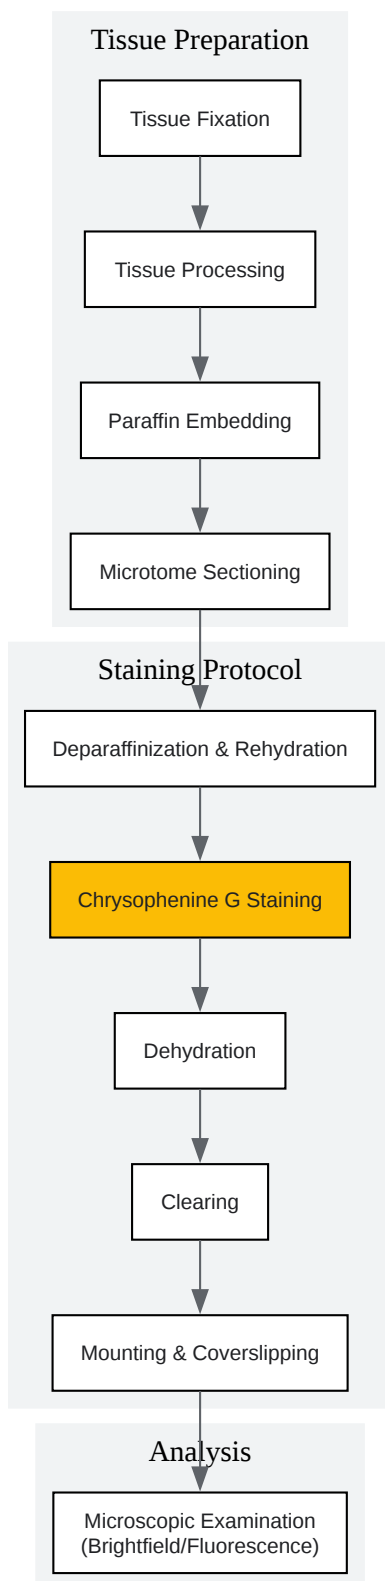 Tissue Preparation
Tissue Fixation
Tissue Processing
Paraffin Embedding
Microtome Sectioning
Staining Protocol
Deparaffinization & Rehydration
Chrysophenine G Staining
Dehydration
Clearing
Mounting & Coverslipping
Analysis
Microscopic Examination
(Brightfield/Fluorescence)